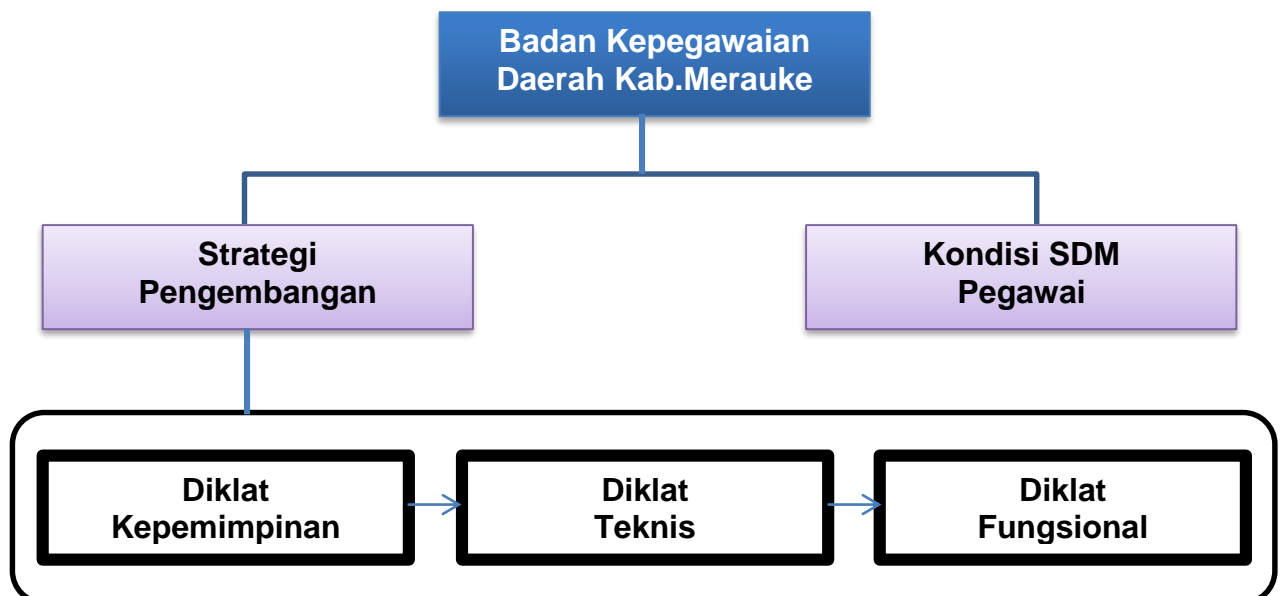 Badan Kepegawaian
Daerah Kab.Merauke
Strategi
Pengembangan
Kondisi SDM
Pegawai
Diklat
Kepemimpinan
Diklat
Teknis
Diklat
Fungsional